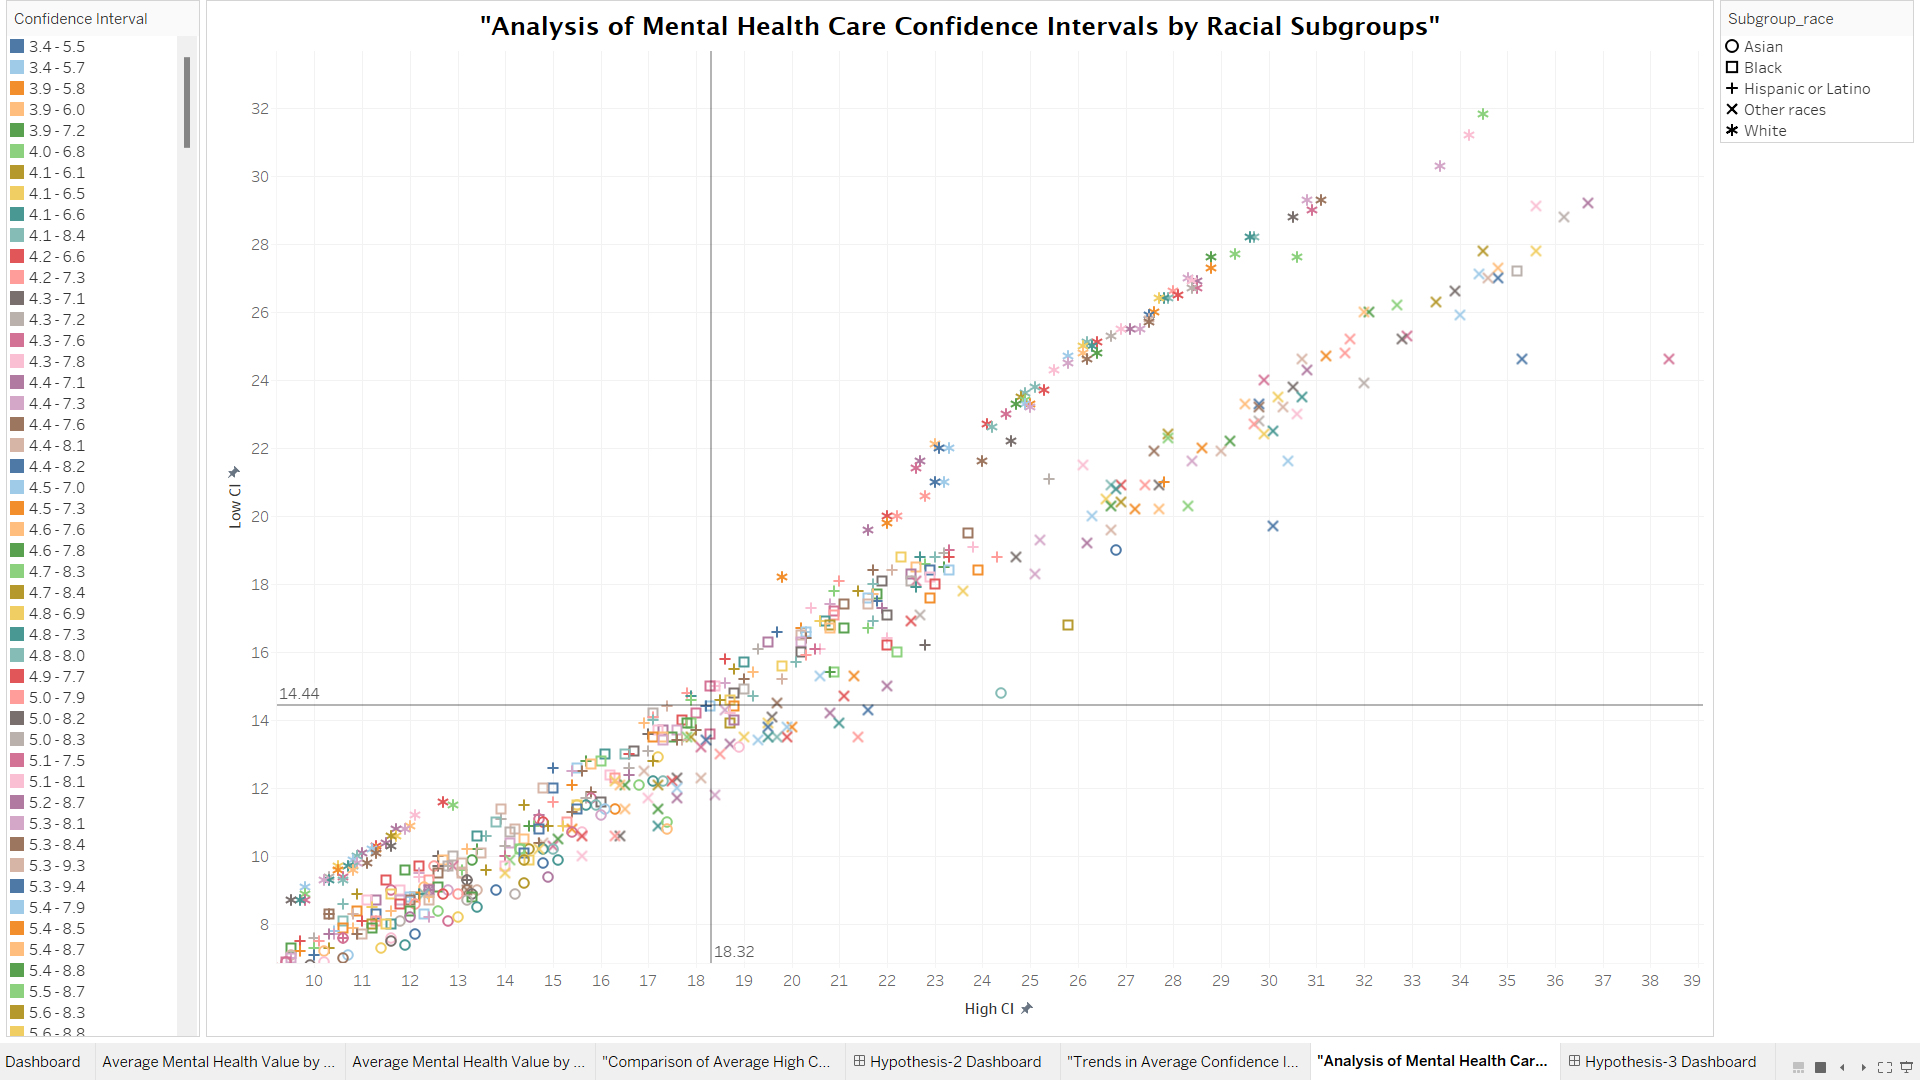 Confidence Interval
3.4 - 5.5
3.4 - 5.7
3.9 - 5.8
3.9 - 6.0
3.9 - 7.2
4.0 - 6.8
4.1 - 6.1
4.1 - 6.5
4.1 - 6.6
4.1 - 8.4
4.2 - 6.6
4.2 - 7.3
4.3 - 7.1
4.3 - 7.2
4.3 - 7.6
4.3 - 7.8
4.4 - 7.1
4.4 - 7.3
4.4 - 7.6
4.4 - 8.1
4.4 - 8.2
4.5 - 7.0
4.5 - 7.3
4.6 - 7.6
4.6 - 7.8
4.7 - 8.3
4.7 - 8.4
4.8 - 6.9
4.8 - 7.3
4.8 - 8.0
4.9 - 7.7
5.0 - 7.9
5.0 - 8.2
5.0 - 8.3
5.1 - 7.5
5.1 - 8.1
5.2 - 8.7
5.3 - 8.1
5.3 - 8.4
5.3 - 9.3
5.3 - 9.4
5.4 - 7.9
5.4 - 8.5
5.4 - 8.7
5.4 - 8.8
5.5 - 8.7
5.6 - 8.3
5.6 - 8.8
"Analysis of Mental Health Care Confidence Intervals by Racial Subgroups"
32
30
28
26
24
22
20
18
16
14
12
10
8
Low CI
14.44
18.32
10 11 12 13 14 15 16 17 18 19 20 21 22 23 24 25 26 27 28 29 30 31 32 33 34 35 36 37 38 39
High CI
Subgroup_race
Asian
Black
Hispanic or Latino
Other races
White
Dashboard
Average Mental Health Value by ...
Average Mental Health Value by ...
"Comparison of Average High C...
Hypothesis-2 Dashboard
"Trends in Average Confidence I...
"Analysis of Mental Health Car...
Hypothesis-3 Dashboard